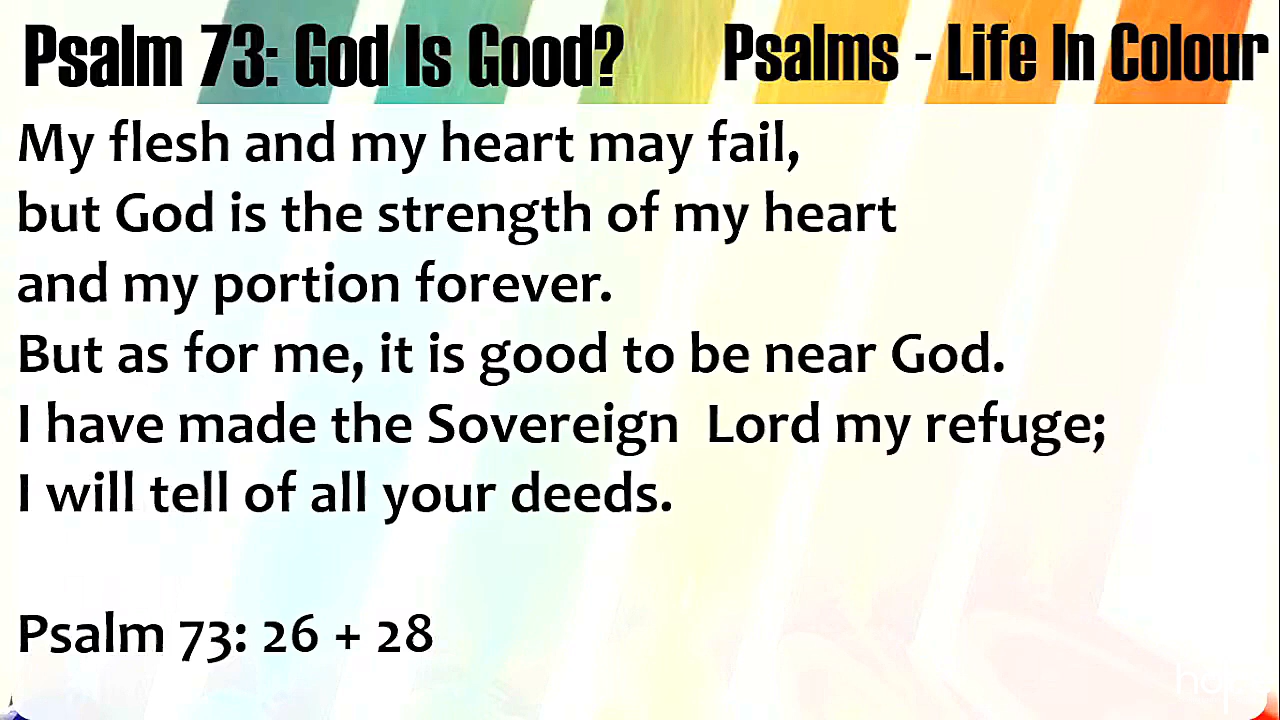 Psalm 73: God Is Good?
Psalms - Life In Colour
My flesh and my heart may fail,
but God is the strength of my heart
and my portion forever.
But as for me, it is good to be near God.
I have made the Sovereign  Lord my refuge;
I will tell of all your deeds.
Psalm 73: 26 + 28